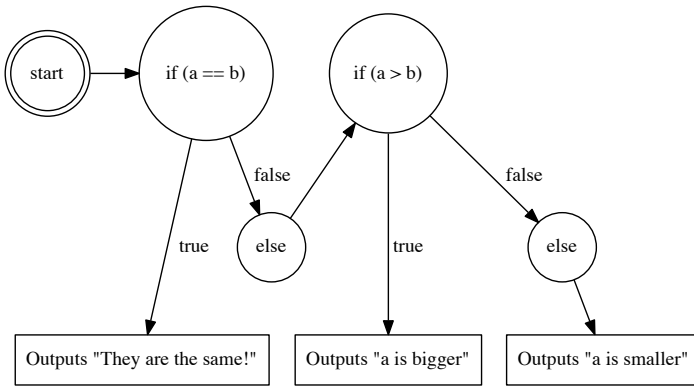 start
if (a == b)
if (a > b)
false
false
true
else
true
else
Outputs "They are the same!"
Outputs "a is bigger"
Outputs "a is smaller"